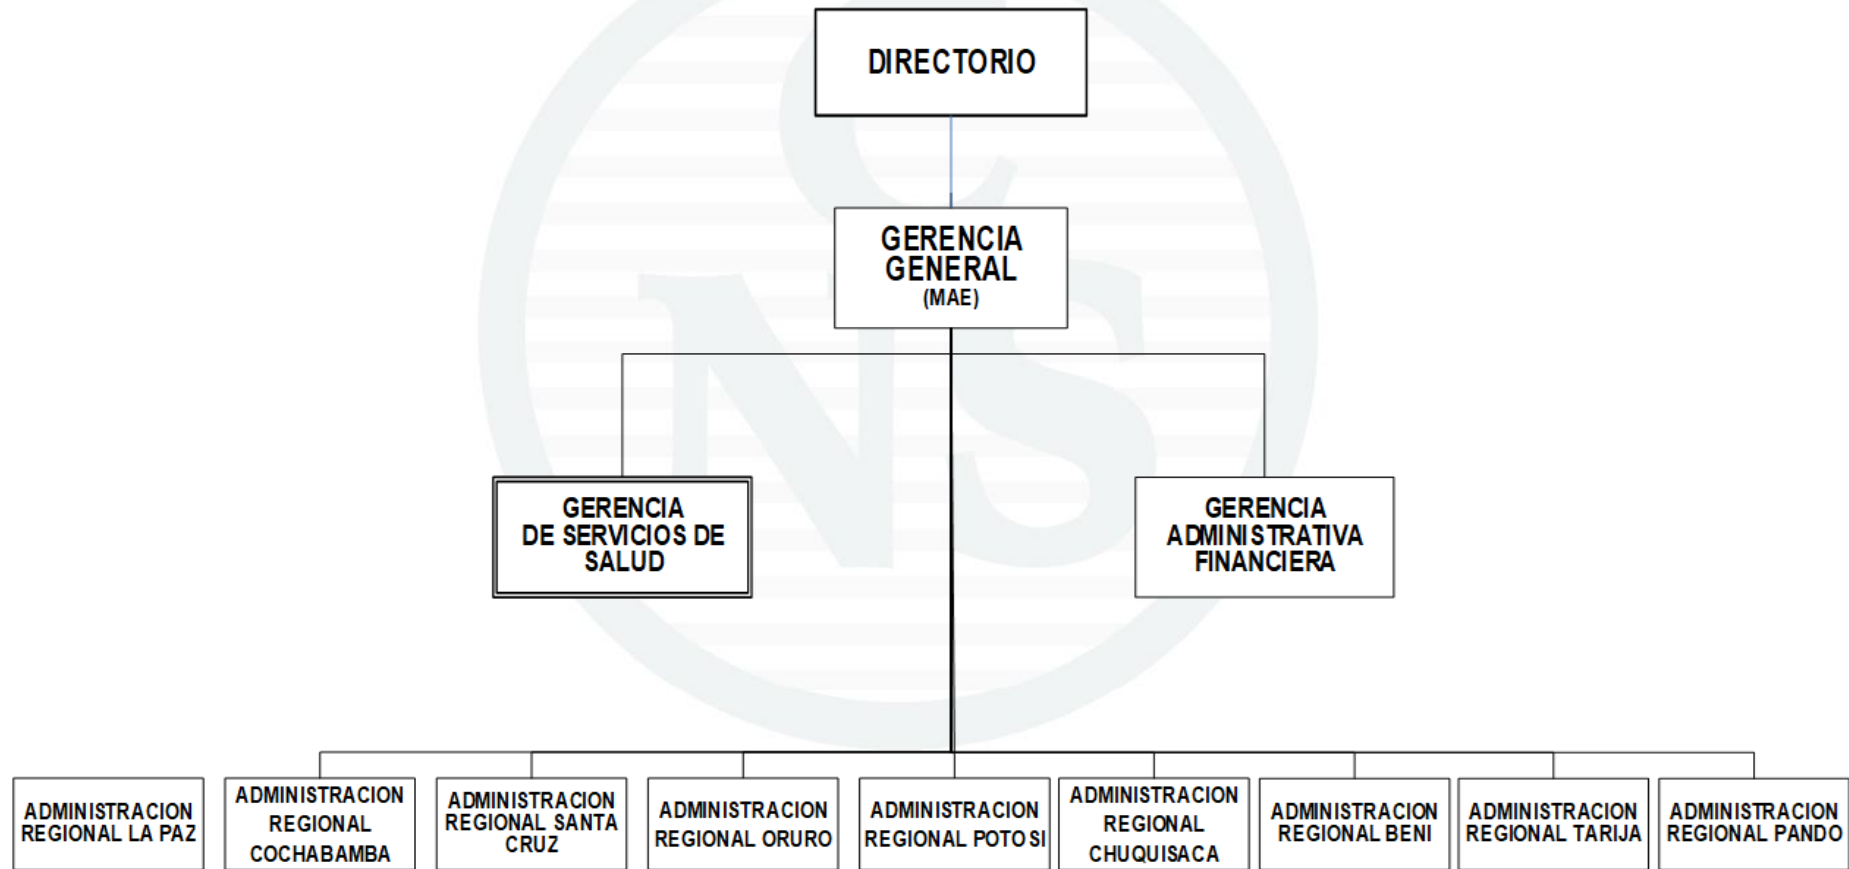 DIRECTORIO
GERENCIA
GENERAL
(MAE)
GERENCIA
DE SERVICIOS DE
SALUD
GERENCIA
ADMINISTRATIVA
FINANCIERA
ADMINISTRACION
REGIONAL LA PAZ
ADMINISTRACION
REGIONAL
COCHABAMBA
ADMINISTRACION
REGIONAL SANTA
CRUZ
ADMINISTRACION
REGIONAL ORURO
ADMINISTRACION
REGIONAL POTOSI
ADMINISTRACION
REGIONAL
CHUQUISACA
ADMINISTRACION
REGIONAL BENI
ADMINISTRACION
REGIONAL TARIJA
ADMINISTRACION
REGIONAL PANDO
C
NS